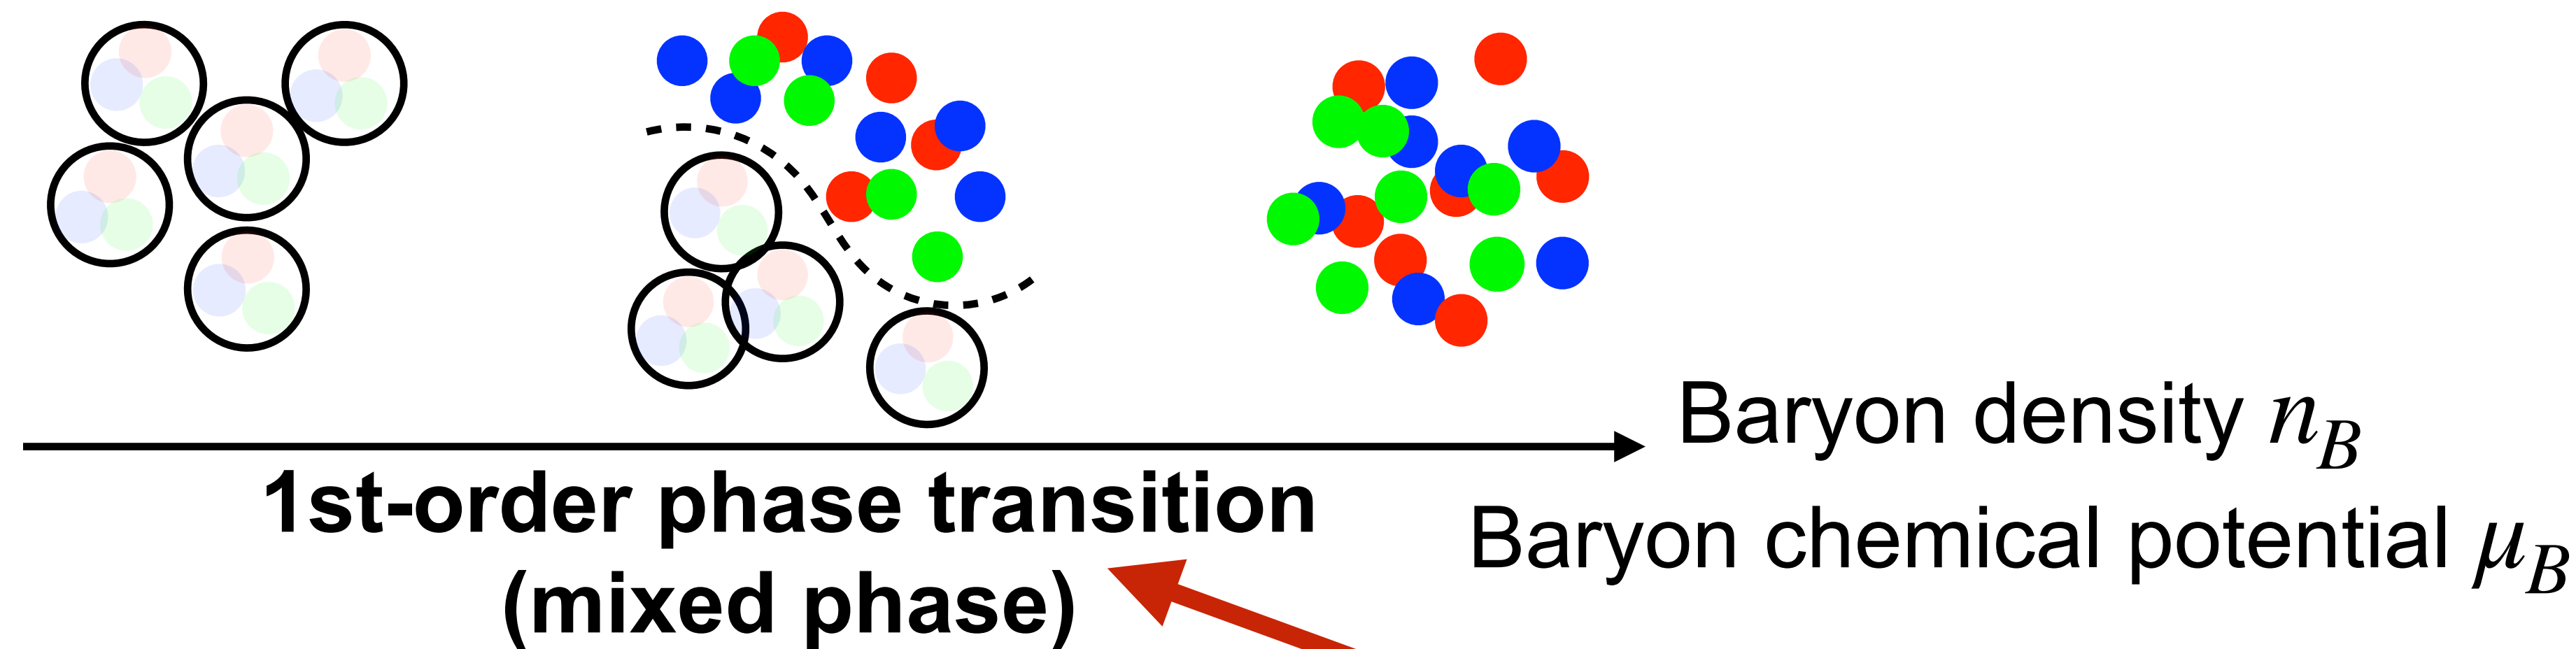 Baryon density n_B
1st-order phase transition
Baryon chemical potential μ_B
(mixed phase)